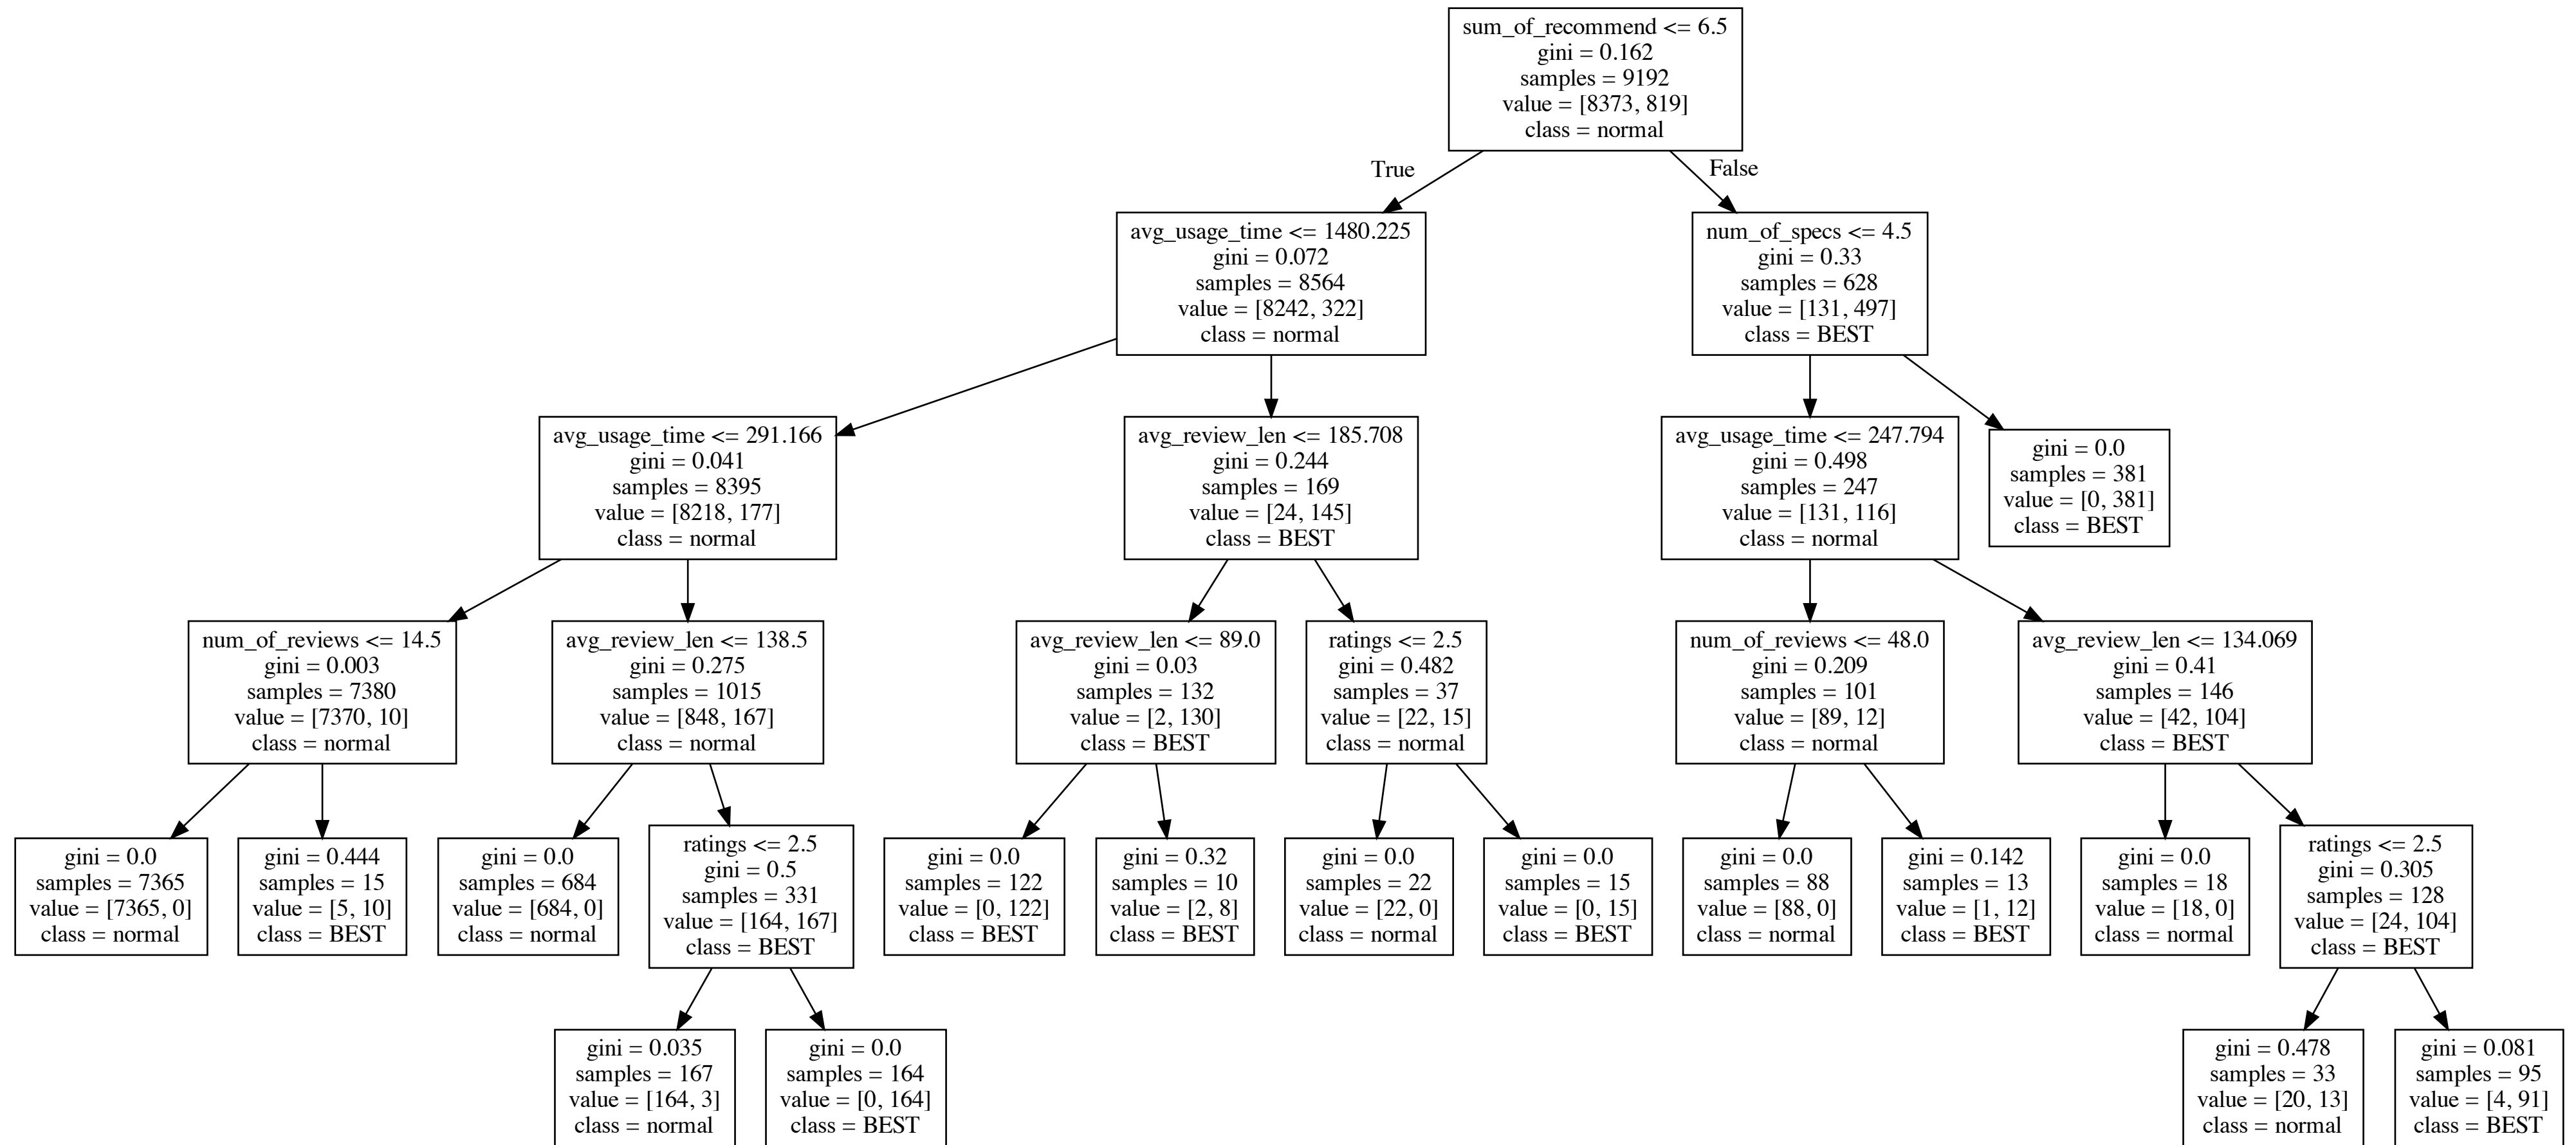 sum_of_recommend <= 6.5
gini = 0.162
samples = 9192
value = [8373, 819]
class = normal
True
False
avg_usage_time <= 1480.225
gini = 0.072
samples = 8564
value = [8242, 322]
class = normal
num_of_specs <= 4.5
gini = 0.33
samples = 628
value = [131, 497]
class = BEST
avg_usage_time <= 291.166
gini = 0.041
samples = 8395
value = [8218, 177]
class = normal
avg_review_len <= 185.708
gini = 0.244
samples = 169
value = [24, 145]
class = BEST
avg_usage_time <= 247.794
gini = 0.498
samples = 247
value = [131, 116]
class = normal
gini = 0.0
samples = 381
value = [0, 381]
class = BEST
num_of_reviews <= 14.5
gini = 0.003
samples = 7380
value = [7370, 10]
class = normal
avg_review_len <= 138.5
gini = 0.275
samples = 1015
value = [848, 167]
class = normal
avg_review_len <= 89.0
gini = 0.03
samples = 132
value = [2, 130]
class = BEST
ratings <= 2.5
gini = 0.482
samples = 37
value = [22, 15]
class = normal
num_of_reviews <= 48.0
gini = 0.209
samples = 101
value = [89, 12]
class = normal
avg_review_len <= 134.069
gini = 0.41
samples = 146
value = [42, 104]
class = BEST
gini = 0.0
samples = 7365
value = [7365, 0]
class = normal
gini = 0.444
samples = 15
value = [5, 10]
class = BEST
gini = 0.0
samples = 684
value = [684, 0]
class = normal
ratings <= 2.5
gini = 0.5
samples = 331
value = [164, 167]
class = BEST
gini = 0.0
samples = 122
value = [0, 122]
class = BEST
gini = 0.32
samples = 10
value = [2, 8]
class = BEST
gini = 0.0
samples = 22
value = [22, 0]
class = normal
gini = 0.0
samples = 15
value = [0, 15]
class = BEST
gini = 0.0
samples = 88
value = [88, 0]
class = normal
gini = 0.142
samples = 13
value = [1, 12]
class = BEST
gini = 0.0
samples = 18
value = [18, 0]
class = normal
ratings <= 2.5
gini = 0.305
samples = 128
value = [24, 104]
class = BEST
gini = 0.035
samples = 167
value = [164, 3]
class = normal
gini = 0.0
samples = 164
value = [0, 164]
class = BEST
gini = 0.478
samples = 33
value = [20, 13]
class = normal
gini = 0.081
samples = 95
value = [4, 91]
class = BEST